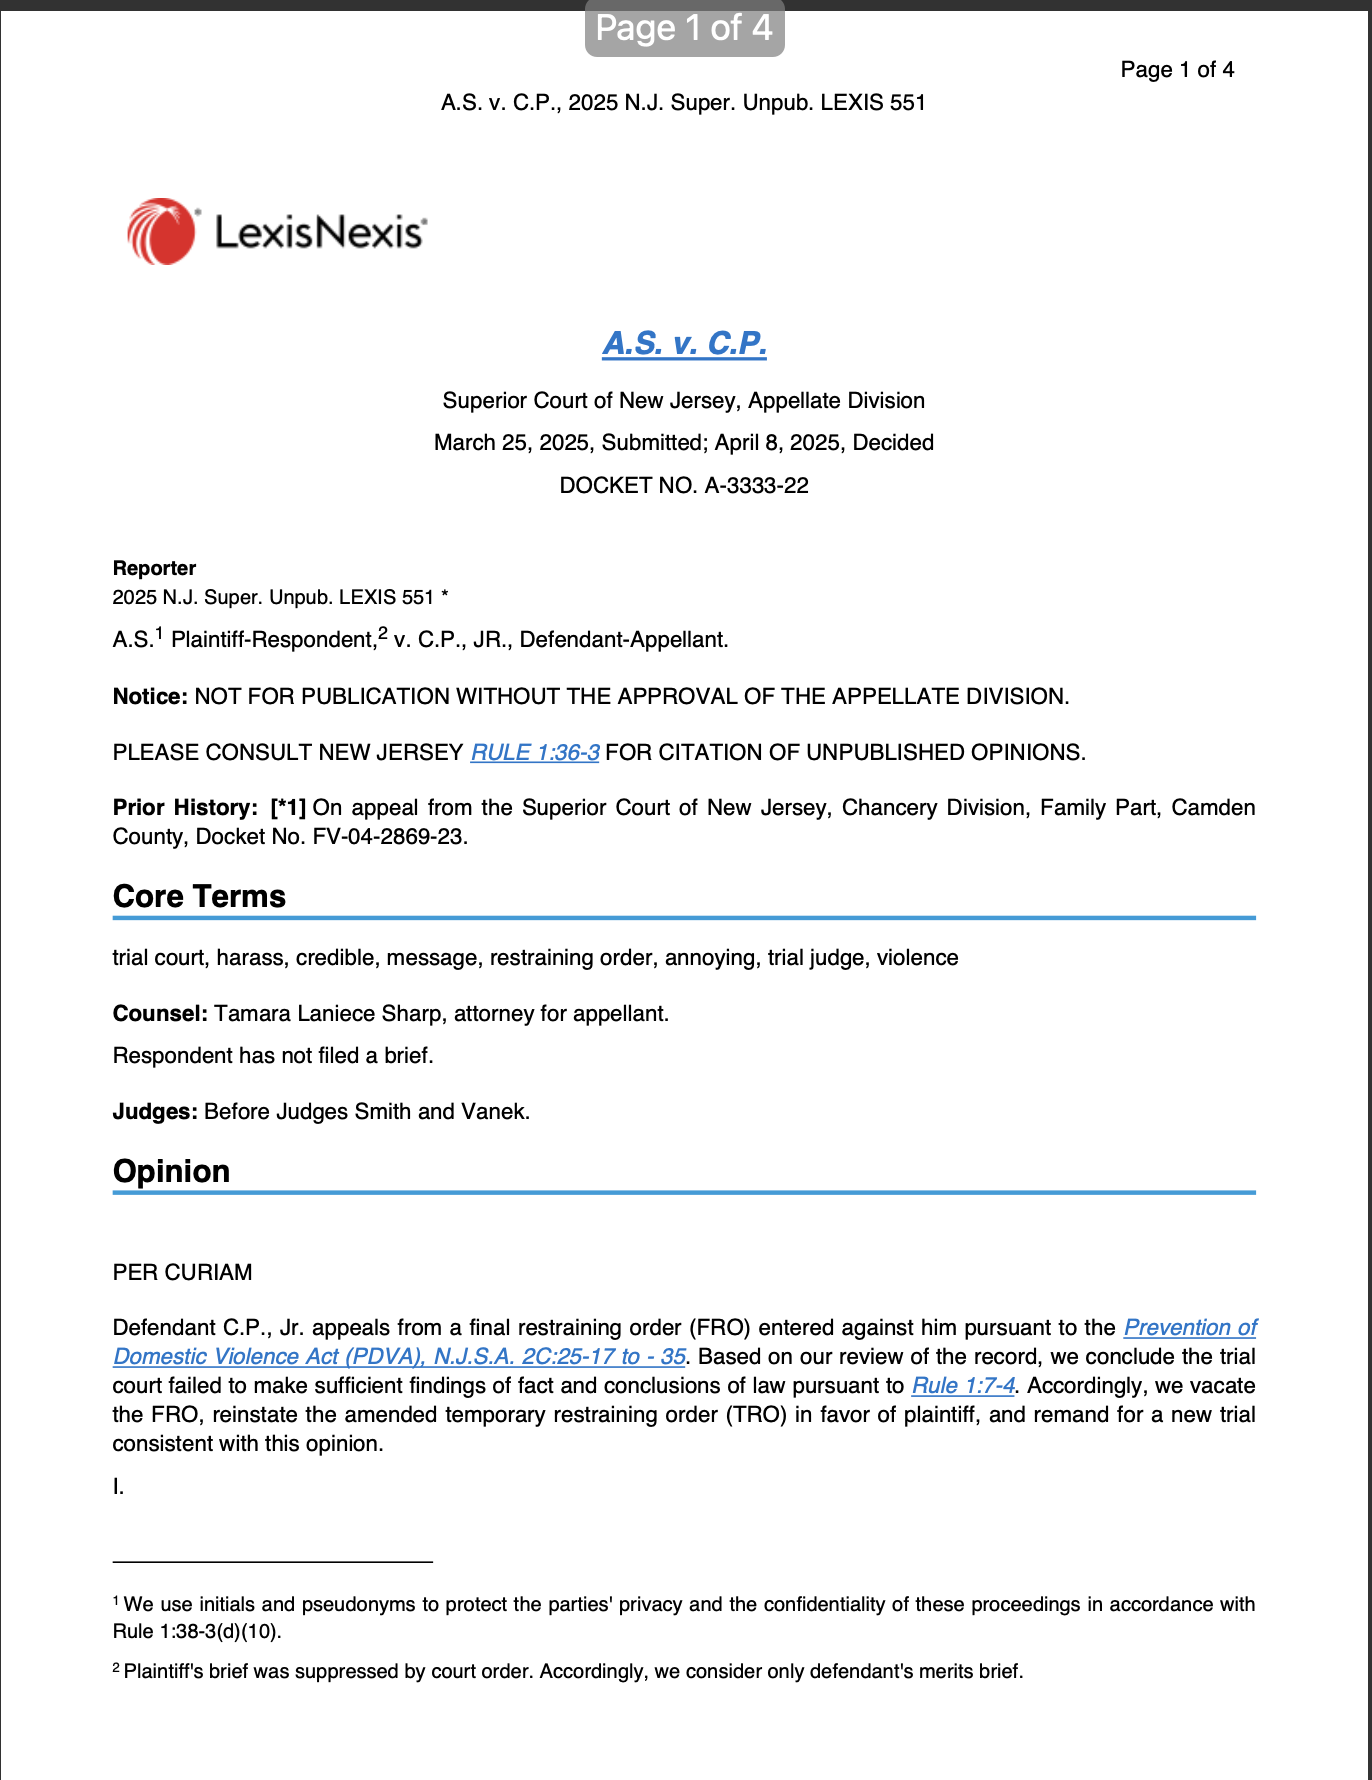 Page 1 of 4
Page 1 of 4
A.S. v. C.P., 2025 N.J. Super. Unpub. LEXIS 551
LexisNexis®
A.S. v. C.P.
Superior Court of New Jersey, Appellate Division
March 25, 2025, Submitted; April 8, 2025, Decided
DOCKET NO. A-3333-22
Reporter
2025 N.J. Super. Unpub. LEXIS 551 *
A.S.1 Plaintiff-Respondent,2 v. C.P., JR., Defendant-Appellant.
Notice: NOT FOR PUBLICATION WITHOUT THE APPROVAL OF THE APPELLATE DIVISION.
PLEASE CONSULT NEW JERSEY RULE 1:36-3 FOR CITATION OF UNPUBLISHED OPINIONS.
Prior History: [*1] On appeal from the Superior Court of New Jersey, Chancery Division, Family Part, Camden
County, Docket No. FV-04-2869-23.
Core Terms
trial court, harass, credible, message, restraining order, annoying, trial judge, violence
Counsel: Tamara Laniece Sharp, attorney for appellant.
Respondent has not filed a brief.
Judges: Before Judges Smith and Vanek.
Opinion
PER CURIAM
Defendant C.P., Jr. appeals from a final restraining order (FRO) entered against him pursuant to the Prevention of
Domestic Violence Act (PDVA), N.J.S.A. 2C:25-17 to - 35. Based on our review of the record, we conclude the trial
court failed to make sufficient findings of fact and conclusions of law pursuant to Rule 1:7-4. Accordingly, we vacate
the FRO, reinstate the amended temporary restraining order (TRO) in favor of plaintiff, and remand for a new trial
consistent with this opinion.
I.
1 We use initials and pseudonyms to protect the parties' privacy and the confidentiality of these proceedings in accordance with
Rule 1:38-3(d)(10).
2 Plaintiff's brief was suppressed by court order. Accordingly, we consider only defendant's merits brief.